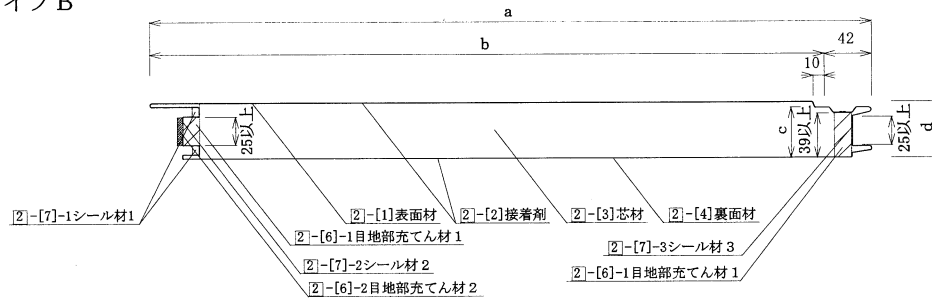 イプB
a
b
42
10
25以上
c
39以上
25以上
d
2-[7]-1シール材1
2-[1]表面材
2-[2]接着剤
2-[3]芯材
2-[4]裏面材
2-[6]-1目地部充てん材1
2-[7]-3シール材3
2-[7]-2シール材2
2-[6]-1目地部充てん材1
2-[6]-2目地部充てん材2